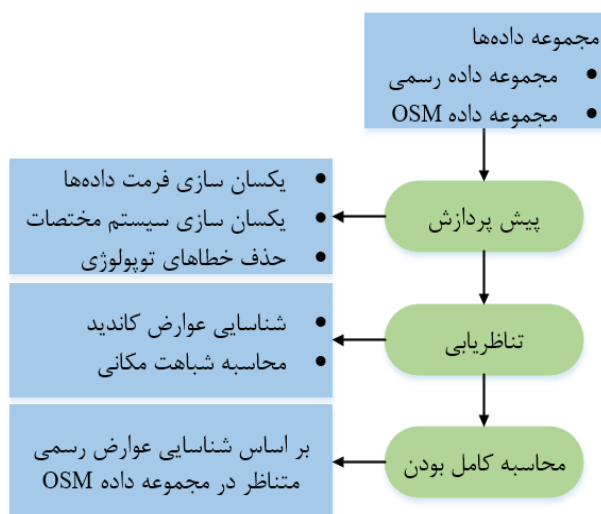 مجموعه داده‌ها
• مجموعه داده رسمی
• مجموعه داده OSM
پیش پردازش
• یکسان سازی فرمت داده‌ها
• یکسان سازی سیستم مختصات
• حذف خطاهای توپولوژی
تناظریابی
• شناسایی عوارض کاندید
• محاسبه شباهت مکانی
محاسبه کامل بودن
بر اساس شناسایی عوارض رسمی
متناظر در مجموعه داده OSM